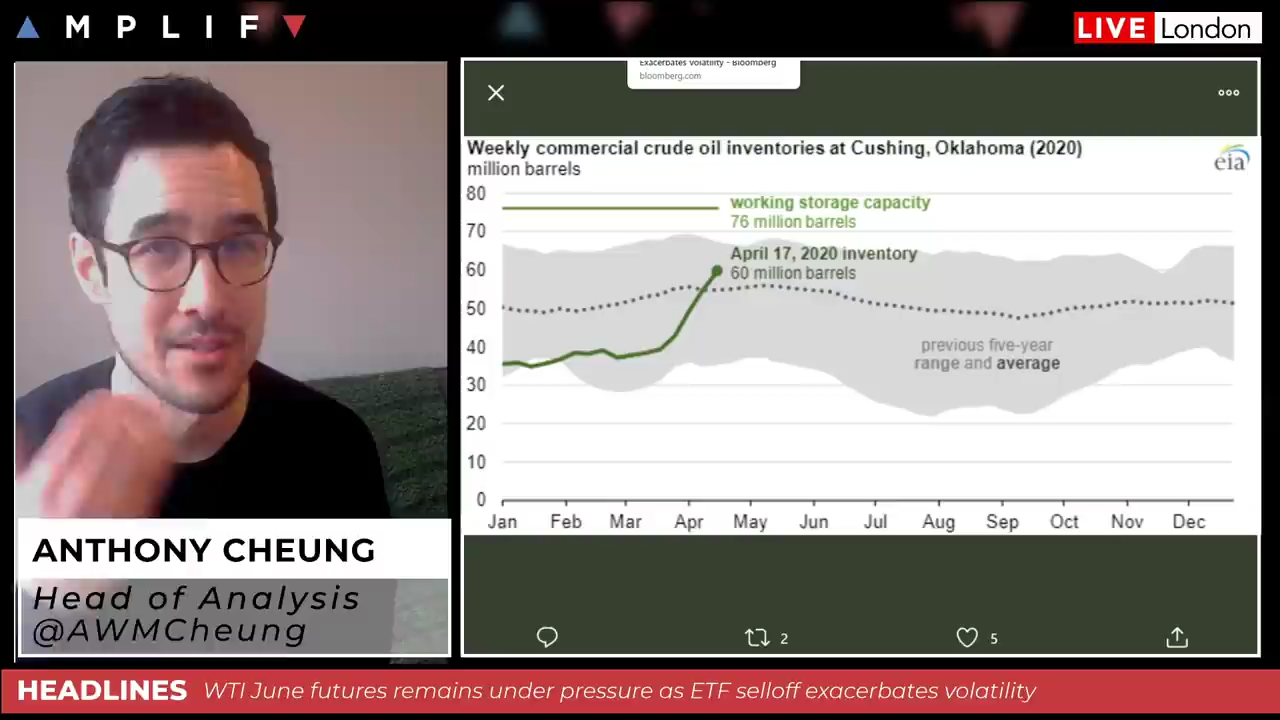 AMPLIFY
LIVE London
Exacerbates Volatility - Bloomberg
bloomberg.com
Weekly commercial crude oil inventories at Cushing, Oklahoma (2020)
million barrels
eia
80
70
60
50
40
30
20
10
0
working storage capacity
76 million barrels
April 17, 2020 inventory
60 million barrels
previous five-year
range and average
Jan Feb Mar Apr May Jun Jul Aug Sep Oct Nov Dec
2 5
ANTHONY CHEUNG
Head of Analysis
@AWMCheung
HEADLINES WTI June futures remains under pressure as ETF selloff exacerbates volatility